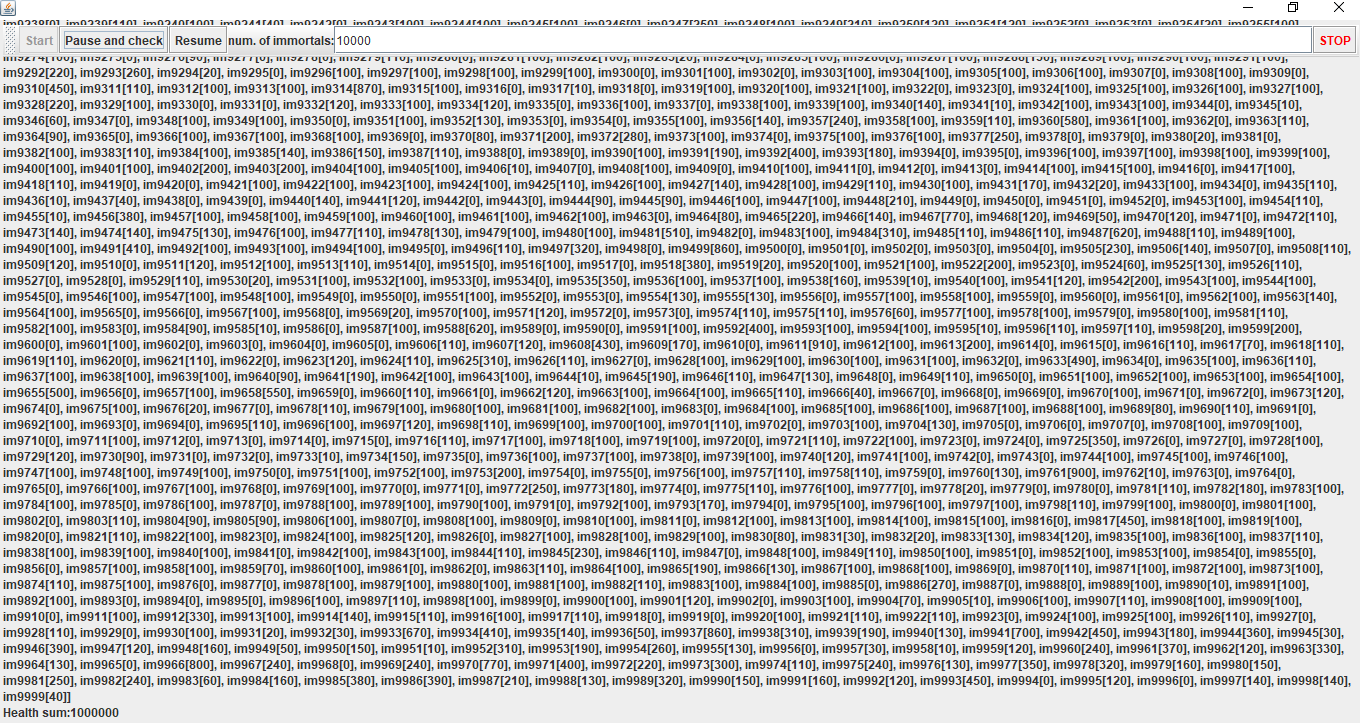 Start Pause and check Resume num. of immortals: 10000 STOP
im9292[220], im9293[260], im9294[20], im9295[0], im9296[100], im9297[100], im9298[100], im9299[100], im9300[0], im9301[100], im9302[0], im9303[100], im9304[100], im9305[100], im9306[100], im9307[0], im9308[100], im9309[0],
im9310[450], im9311[110], im9312[100], im9313[100], im9314[870], im9315[100], im9316[0], im9317[10], im9318[0], im9319[100], im9320[100], im9321[100], im9322[0], im9323[0], im9324[100], im9325[100], im9326[100], im9327[100],
im9328[220], im9329[100], im9330[0], im9331[0], im9332[120], im9333[100], im9334[120], im9335[0], im9336[100], im9337[0], im9338[100], im9339[100], im9340[140], im9341[10], im9342[100], im9343[100], im9344[0], im9345[10],
im9346[60], im9347[0], im9348[100], im9349[100], im9350[0], im9351[100], im9352[130], im9353[0], im9354[0], im9355[100], im9356[140], im9357[240], im9358[100], im9359[110], im9360[580], im9361[100], im9362[0], im9363[110],
im9364[90], im9365[0], im9366[100], im9367[100], im9368[100], im9369[0], im9370[80], im9371[200], im9372[280], im9373[100], im9374[0], im9375[100], im9376[100], im9377[250], im9378[0], im9379[0], im9380[20], im9381[0],
im9382[100], im9383[110], im9384[100], im9385[140], im9386[150], im9387[110], im9388[0], im9389[0], im9390[100], im9391[190], im9392[400], im9393[180], im9394[0], im9395[0], im9396[100], im9397[100], im9398[100], im9399[100],
im9400[100], im9401[100], im9402[200], im9403[200], im9404[100], im9405[100], im9406[10], im9407[0], im9408[100], im9409[0], im9410[100], im9411[0], im9412[0], im9413[0], im9414[100], im9415[100], im9416[0], im9417[100],
im9418[110], im9419[0], im9420[0], im9421[100], im9422[100], im9423[100], im9424[100], im9425[110], im9426[100], im9427[140], im9428[100], im9429[110], im9430[100], im9431[170], im9432[20], im9433[100], im9434[0], im9435[110],
im9436[10], im9437[40], im9438[0], im9439[0], im9440[140], im9441[120], im9442[0], im9443[0], im9444[90], im9445[90], im9446[100], im9447[100], im9448[210], im9449[0], im9450[0], im9451[0], im9452[0], im9453[100], im9454[110],
im9455[10], im9456[380], im9457[100], im9458[100], im9459[100], im9460[100], im9461[100], im9462[100], im9463[0], im9464[80], im9465[220], im9466[140], im9467[770], im9468[120], im9469[50], im9470[120], im9471[0], im9472[110],
im9473[140], im9474[140], im9475[130], im9476[100], im9477[110], im9478[130], im9479[100], im9480[100], im9481[510], im9482[0], im9483[100], im9484[310], im9485[110], im9486[110], im9487[620], im9488[110], im9489[100],
im9490[100], im9491[410], im9492[100], im9493[100], im9494[100], im9495[0], im9496[110], im9497[320], im9498[0], im9499[860], im9500[0], im9501[0], im9502[0], im9503[0], im9504[0], im9505[230], im9506[140], im9507[0], im9508[110],
im9509[120], im9510[0], im9511[120], im9512[100], im9513[110], im9514[0], im9515[0], im9516[100], im9517[0], im9518[380], im9519[20], im9520[100], im9521[100], im9522[200], im9523[0], im9524[60], im9525[130], im9526[110],
im9527[0], im9528[0], im9529[110], im9530[20], im9531[100], im9532[100], im9533[0], im9534[0], im9535[350], im9536[100], im9537[100], im9538[160], im9539[10], im9540[100], im9541[120], im9542[200], im9543[100], im9544[100],
im9545[0], im9546[100], im9547[100], im9548[100], im9549[0], im9550[0], im9551[100], im9552[0], im9553[0], im9554[130], im9555[130], im9556[0], im9557[100], im9558[100], im9559[0], im9560[0], im9561[0], im9562[100], im9563[140],
im9564[100], im9565[0], im9566[0], im9567[100], im9568[0], im9569[20], im9570[100], im9571[120], im9572[0], im9573[0], im9574[110], im9575[110], im9576[60], im9577[100], im9578[100], im9579[0], im9580[100], im9581[110],
im9582[100], im9583[0], im9584[90], im9585[10], im9586[0], im9587[100], im9588[620], im9589[0], im9590[0], im9591[100], im9592[400], im9593[100], im9594[100], im9595[10], im9596[110], im9597[110], im9598[20], im9599[200],
im9600[0], im9601[100], im9602[0], im9603[0], im9604[0], im9605[0], im9606[110], im9607[120], im9608[430], im9609[170], im9610[0], im9611[910], im9612[100], im9613[200], im9614[0], im9615[0], im9616[110], im9617[70], im9618[110],
im9619[110], im9620[0], im9621[110], im9622[0], im9623[120], im9624[110], im9625[310], im9626[110], im9627[0], im9628[100], im9629[100], im9630[100], im9631[100], im9632[0], im9633[490], im9634[0], im9635[100], im9636[110],
im9637[100], im9638[100], im9639[100], im9640[90], im9641[190], im9642[100], im9643[100], im9644[10], im9645[190], im9646[110], im9647[130], im9648[0], im9649[110], im9650[0], im9651[100], im9652[100], im9653[100], im9654[100],
im9655[500], im9656[0], im9657[100], im9658[550], im9659[0], im9660[110], im9661[0], im9662[120], im9663[100], im9664[100], im9665[110], im9666[40], im9667[0], im9668[0], im9669[0], im9670[100], im9671[0], im9672[0], im9673[120],
im9674[0], im9675[100], im9676[20], im9677[0], im9678[110], im9679[100], im9680[100], im9681[100], im9682[100], im9683[0], im9684[100], im9685[100], im9686[100], im9687[100], im9688[100], im9689[80], im9690[110], im9691[0],
im9692[100], im9693[0], im9694[0], im9695[110], im9696[100], im9697[120], im9698[110], im9699[100], im9700[100], im9701[110], im9702[0], im9703[100], im9704[130], im9705[0], im9706[0], im9707[0], im9708[100], im9709[100],
im9710[0], im9711[100], im9712[0], im9713[0], im9714[0], im9715[0], im9716[110], im9717[100], im9718[100], im9719[100], im9720[0], im9721[110], im9722[100], im9723[0], im9724[0], im9725[350], im9726[0], im9727[0], im9728[100],
im9729[120], im9730[90], im9731[0], im9732[0], im9733[10], im9734[150], im9735[0], im9736[100], im9737[100], im9738[0], im9739[100], im9740[120], im9741[100], im9742[0], im9743[0], im9744[100], im9745[100], im9746[100],
im9747[100], im9748[100], im9749[100], im9750[0], im9751[100], im9752[100], im9753[200], im9754[0], im9755[0], im9756[100], im9757[110], im9758[110], im9759[0], im9760[130], im9761[900], im9762[10], im9763[0], im9764[0],
im9765[0], im9766[100], im9767[100], im9768[0], im9769[100], im9770[0], im9771[0], im9772[250], im9773[180], im9774[0], im9775[110], im9776[100], im9777[0], im9778[20], im9779[0], im9780[0], im9781[110], im9782[180], im9783[100],
im9784[100], im9785[0], im9786[100], im9787[0], im9788[100], im9789[100], im9790[100], im9791[0], im9792[100], im9793[170], im9794[0], im9795[100], im9796[100], im9797[100], im9798[110], im9799[100], im9800[0], im9801[100],
im9802[0], im9803[110], im9804[90], im9805[90], im9806[100], im9807[0], im9808[100], im9809[0], im9810[100], im9811[0], im9812[100], im9813[100], im9814[100], im9815[100], im9816[0], im9817[450], im9818[100], im9819[100],
im9820[0], im9821[110], im9822[100], im9823[0], im9824[100], im9825[120], im9826[0], im9827[100], im9828[100], im9829[100], im9830[80], im9831[30], im9832[20], im9833[130], im9834[120], im9835[100], im9836[100], im9837[110],
im9838[100], im9839[100], im9840[100], im9841[0], im9842[100], im9843[100], im9844[110], im9845[230], im9846[110], im9847[0], im9848[100], im9849[110], im9850[100], im9851[0], im9852[100], im9853[100], im9854[0], im9855[0],
im9856[0], im9857[100], im9858[100], im9859[70], im9860[100], im9861[0], im9862[0], im9863[110], im9864[100], im9865[190], im9866[130], im9867[100], im9868[100], im9869[0], im9870[110], im9871[100], im9872[100], im9873[100],
im9874[110], im9875[100], im9876[0], im9877[0], im9878[100], im9879[100], im9880[100], im9881[100], im9882[110], im9883[100], im9884[100], im9885[0], im9886[270], im9887[0], im9888[0], im9889[100], im9890[10], im9891[100],
im9892[100], im9893[0], im9894[0], im9895[0], im9896[100], im9897[110], im9898[100], im9899[0], im9900[100], im9901[120], im9902[0], im9903[100], im9904[70], im9905[10], im9906[100], im9907[110], im9908[100], im9909[100],
im9910[0], im9911[100], im9912[330], im9913[100], im9914[140], im9915[110], im9916[100], im9917[110], im9918[0], im9919[0], im9920[100], im9921[110], im9922[110], im9923[0], im9924[100], im9925[100], im9926[110], im9927[0],
im9928[110], im9929[0], im9930[100], im9931[20], im9932[30], im9933[670], im9934[410], im9935[140], im9936[50], im9937[860], im9938[310], im9939[190], im9940[130], im9941[700], im9942[450], im9943[180], im9944[360], im9945[30],
im9946[390], im9947[120], im9948[160], im9949[50], im9950[150], im9951[10], im9952[310], im9953[190], im9954[260], im9955[130], im9956[0], im9957[30], im9958[10], im9959[120], im9960[240], im9961[370], im9962[120], im9963[330],
im9964[130], im9965[0], im9966[800], im9967[240], im9968[0], im9969[240], im9970[770], im9971[400], im9972[220], im9973[300], im9974[110], im9975[240], im9976[130], im9977[350], im9978[320], im9979[160], im9980[150],
im9981[250], im9982[240], im9983[60], im9984[160], im9985[380], im9986[390], im9987[210], im9988[130], im9989[320], im9990[150], im9991[160], im9992[120], im9993[450], im9994[0], im9995[120], im9996[0], im9997[140], im9998[140],
im9999[40]]
Health sum:1000000